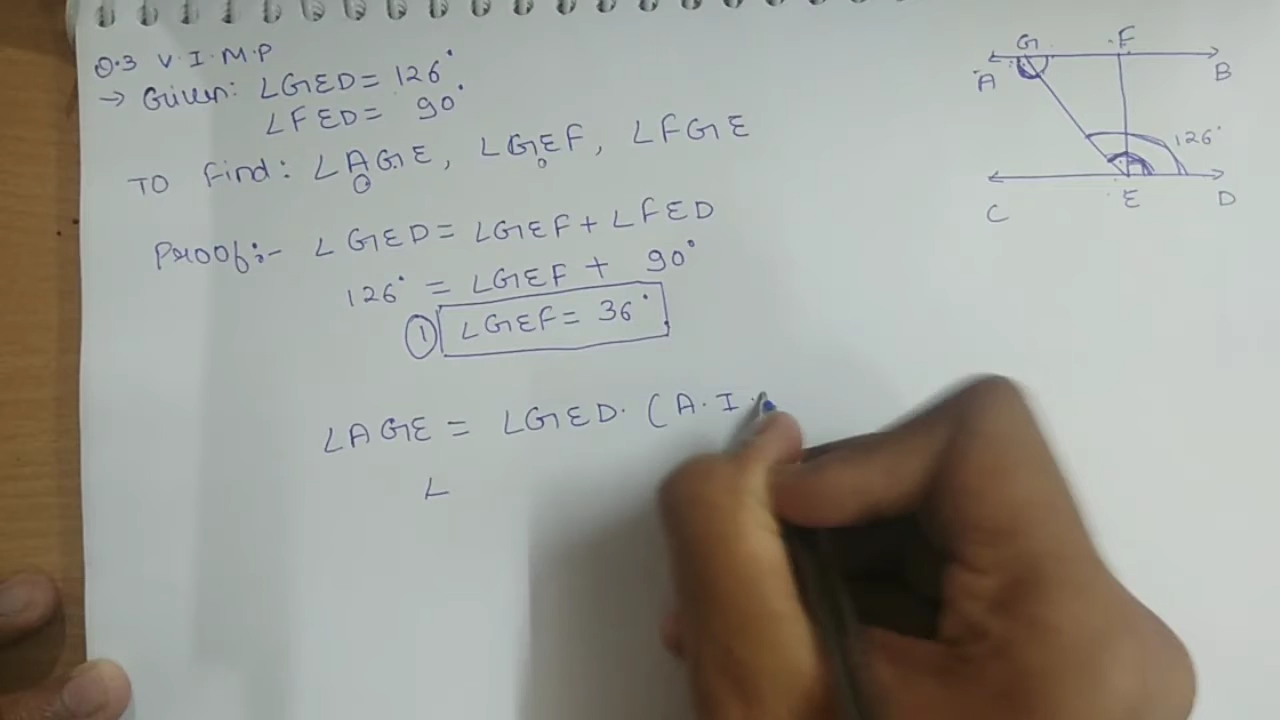 Q.3 V.I.M.P
→ Given: ∠GED = 126°
∠FED = 90°
TO find: ∠AGE, ∠GEF, ∠FGE
Proof:- ∠GED = ∠GEF + ∠FED
126° = ∠GEF + 90°
① ∠GEF = 36°
∠AGE = ∠GED. (A.I.
∠
G F
A B
126°
C E D